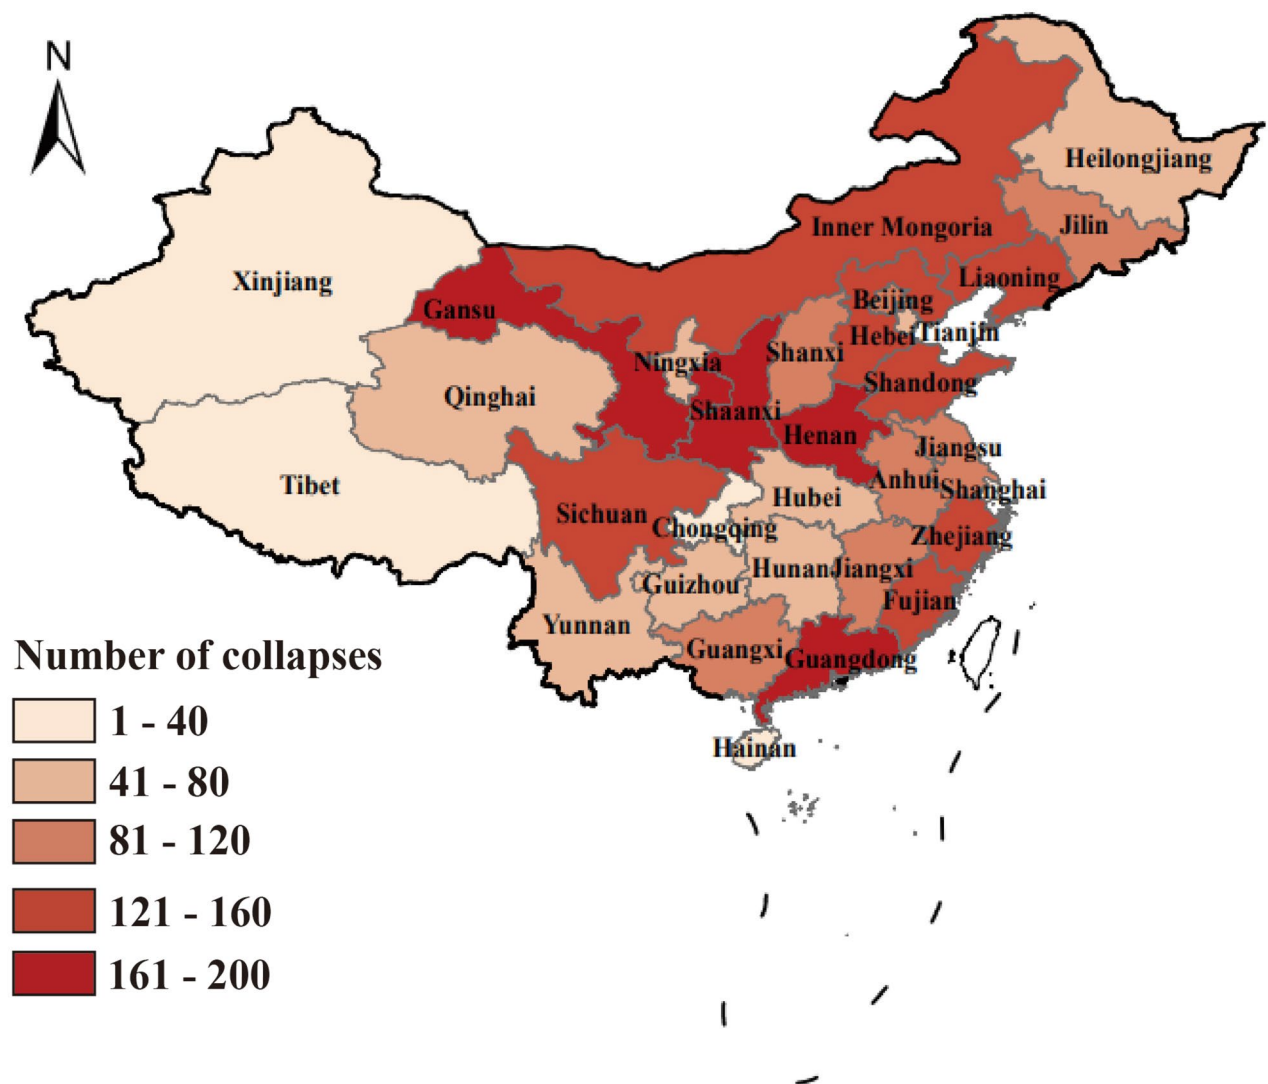 N
Heilongjiang
Jilin
Inner Mongoria
Liaoning
Xinjiang
Beijing
Gansu
Hebei
Tianjin
Shanxi
Ningxia
Shandong
Qinghai
Shaanxi
Henan
Jiangsu
Anhui
Shanghai
Tibet
Hubei
Sichuan
Chongqing
Zhejiang
Hunan
Jiangxi
Guizhou
Fujian
Yunnan
Guangxi
Guangdong
Hainan
Number of collapses
1 - 40
41 - 80
81 - 120
121 - 160
161 - 200